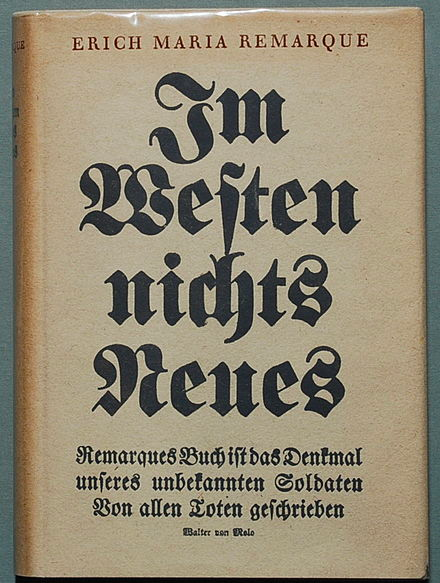 ERICH MARIA REMARQUE
Im
Weſten
nichts
Neues
Remarques Buch iſt das Denkmal
unſeres unbekannten Soldaten
Von allen Toten geſchrieben
Walter von Molo